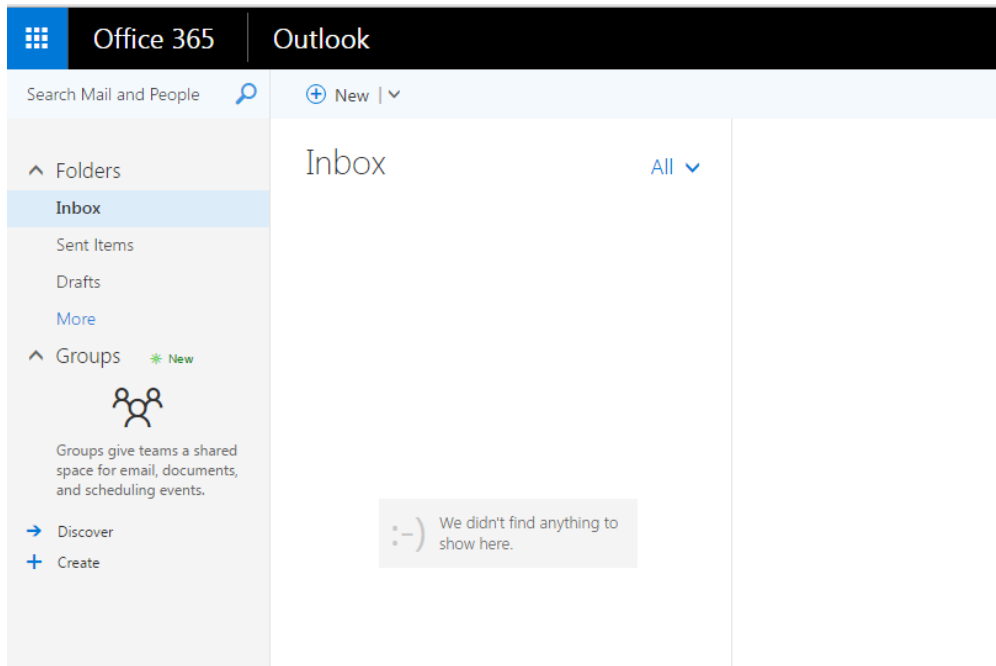 Office 365
Outlook
Search Mail and People
New
Folders
Inbox
Sent Items
Drafts
More
Groups
New
Groups give teams a shared
space for email, documents,
and scheduling events.
Discover
Create
Inbox
All
:-)
We didn't find anything to
show here.